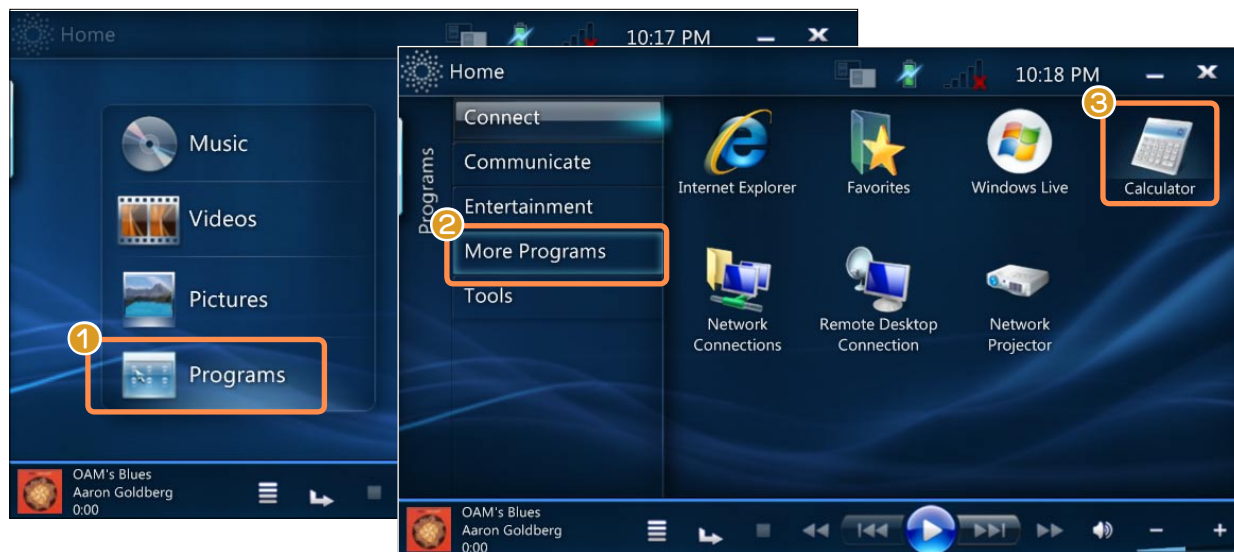 Home
10:17 PM
1
Music
Videos
Pictures
Programs
OAM's Blues
Aaron Goldberg
0:00
Home
10:18 PM
Programs
Connect
Communicate
Entertainment
2
More Programs
Tools
Internet Explorer
Favorites
Windows Live
3
Calculator
Network
Connections
Remote Desktop
Connection
Network
Projector
OAM's Blues
Aaron Goldberg
0:00